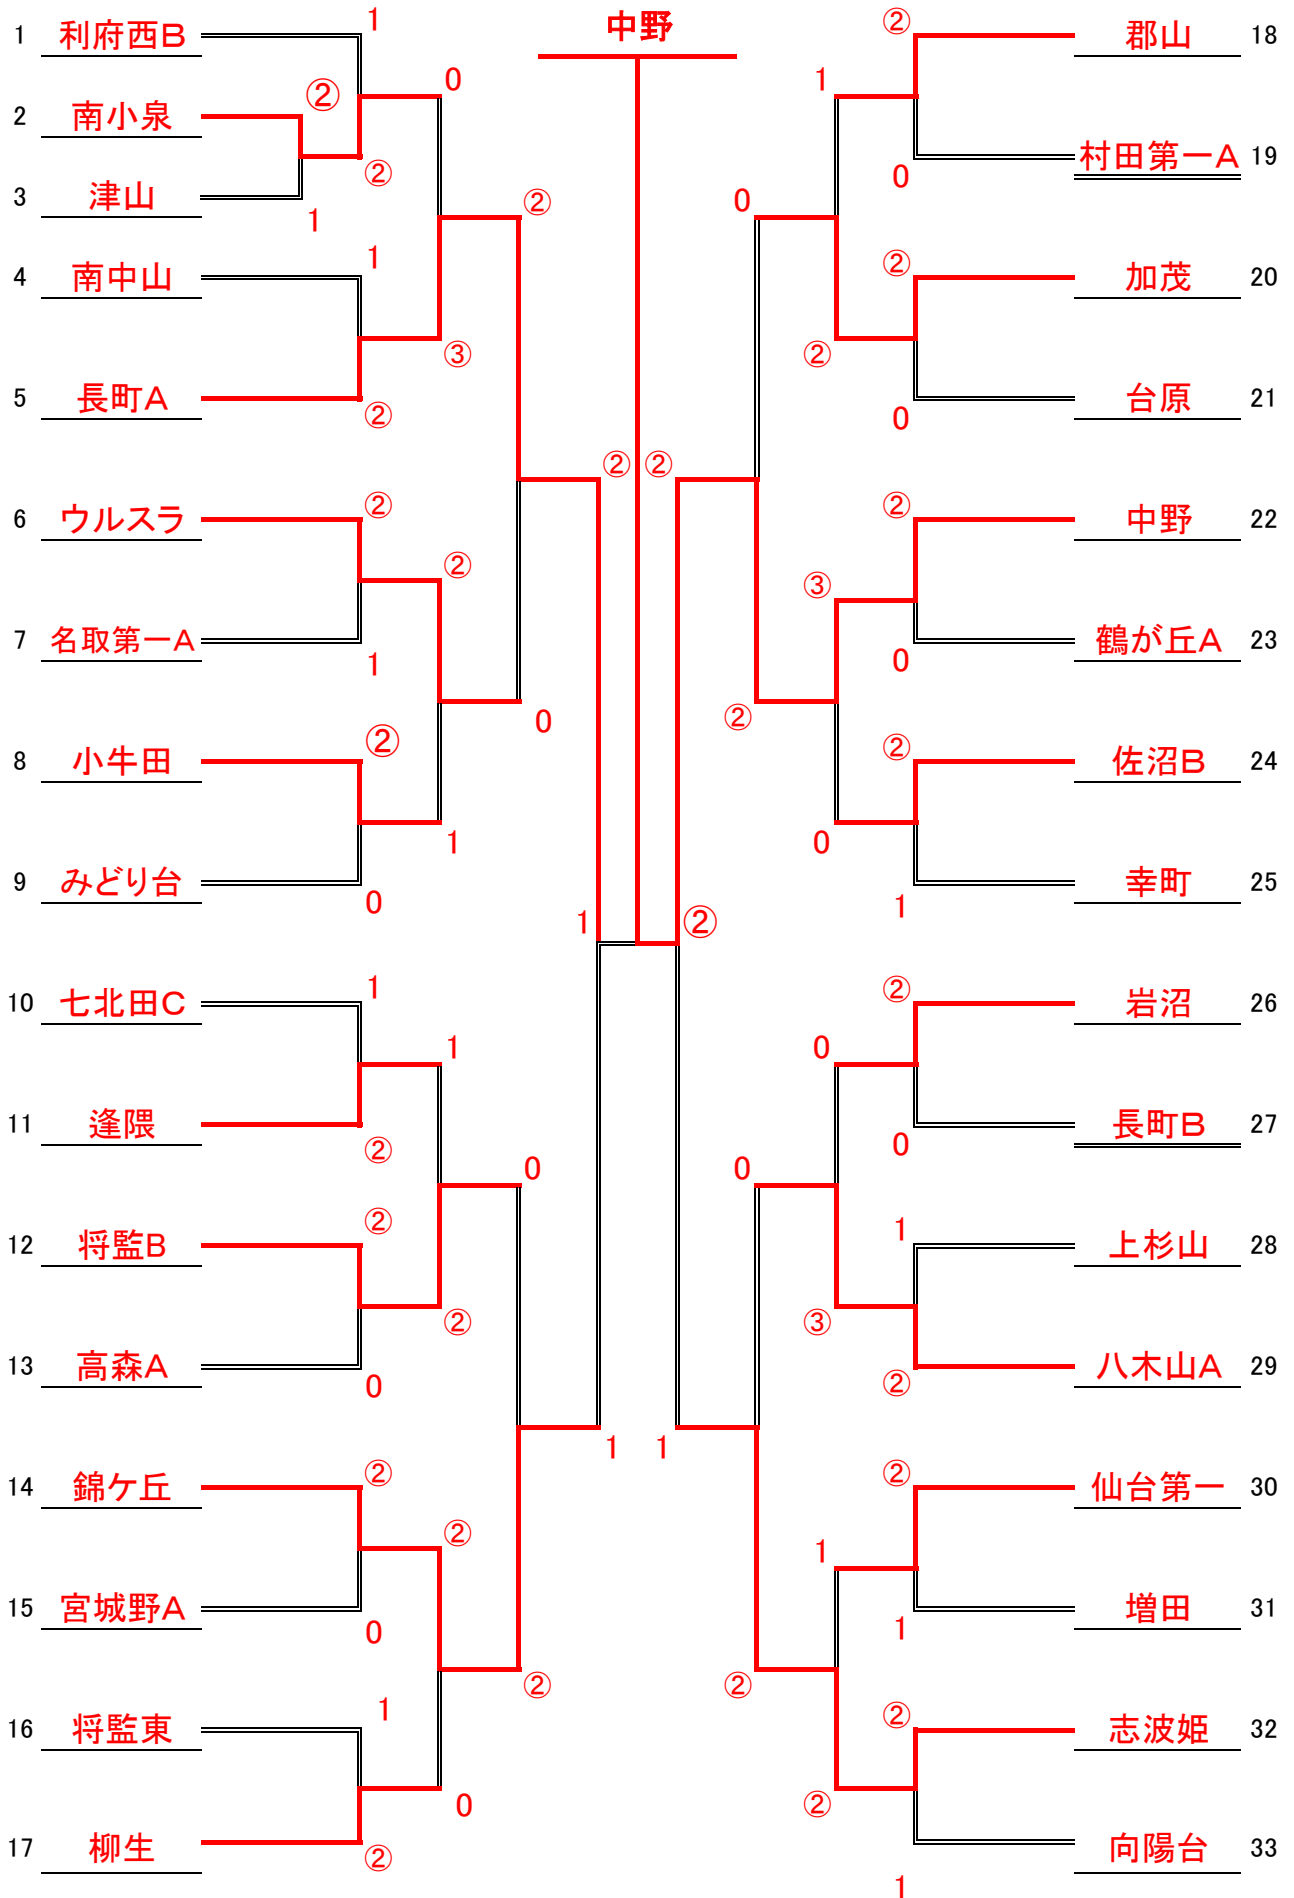 中野
1 利府西B 1
2 南小泉 ② 0
② 
3 津山 1
4 南中山 1
②
③
5 長町A ②
6 ウルスラ ②
②
7 名取第一A 1
0
8 小牛田 ②
1
9 みどり台 0
②
1
10 七北田C 1
1
11 逢隈 ②
0
12 将監B ②
②
13 高森A 0
1
14 錦ケ丘 ②
②
15 宮城野A 0
②
16 将監東 1
0
17 柳生 ②
② 郡山 18
1
0 村田第一A 19
0
② 加茂 20
②
0 台原 21
②
② 中野 22
③
0 鶴が丘A 23
②
② 佐沼B 24
0
1 幸町 25
②
② 岩沼 26
0
0 長町B 27
0
1 上杉山 28
③
② 八木山A 29
1
② 仙台第一 30
1
1 増田 31
②
② 志波姫 32
②
1 向陽台 33